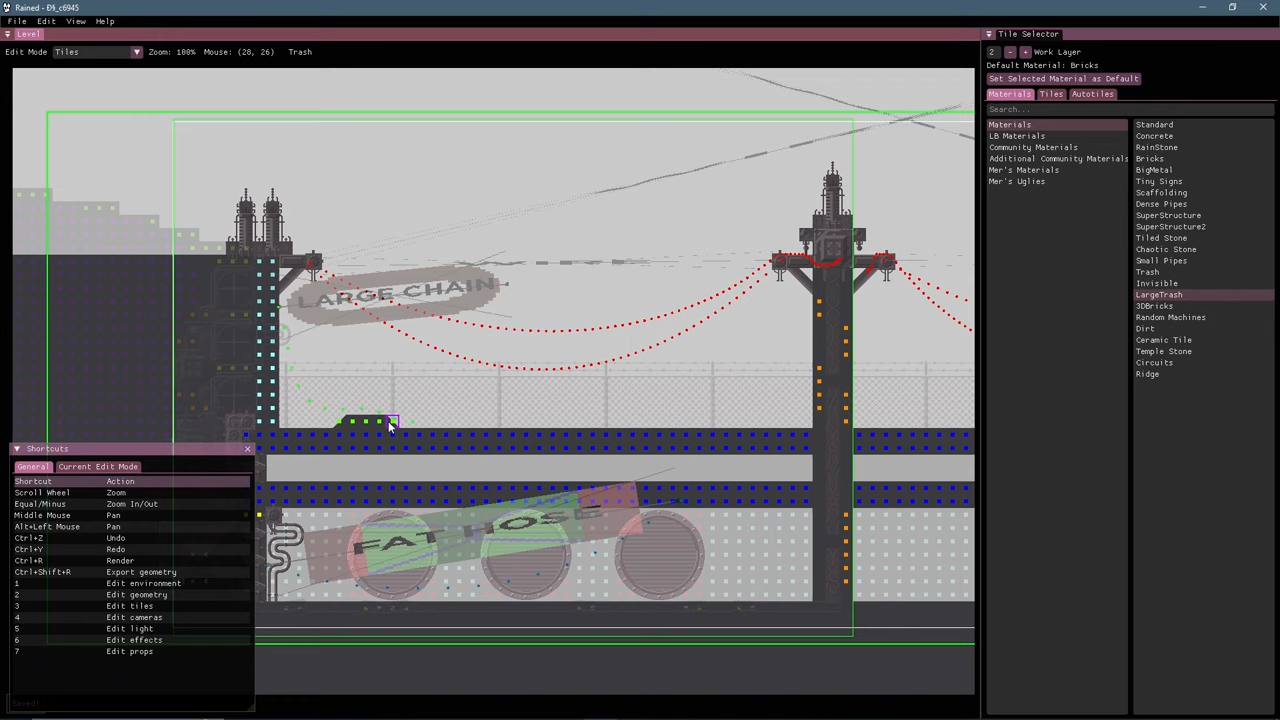 Rained - Ðñ_c6945
File Edit View Help
Level
Edit Mode Tiles Zoom: 100% Mouse: (28, 26) Trash
LARGE CHAIN
FAT HOSE
Shortcuts
General Current Edit Mode
Shortcut Action
Scroll Wheel Zoom
Equal/Minus Zoom In/Out
Middle Mouse Pan
Alt+Left Mouse Pan
Ctrl+Z Undo
Ctrl+Y Redo
Ctrl+R Render
Ctrl+Shift+R Export geometry
1 Edit environment
2 Edit geometry
3 Edit tiles
4 Edit cameras
5 Edit light
6 Edit effects
7 Edit props
Saved!
Tile Selector
2 - + Work Layer
Default Material: Bricks
Set Selected Material as Default
Materials Tiles Autotiles
Search...
Materials
LB Materials
Community Materials
Additional Community Materials
Mer's Materials
Mer's Uglies
Standard
Concrete
RainStone
Bricks
BigMetal
Tiny Signs
Scaffolding
Dense Pipes
SuperStructure
SuperStructure2
Tiled Stone
Chaotic Stone
Small Pipes
Trash
Invisible
LargeTrash
3DBricks
Random Machines
Dirt
Ceramic Tile
Temple Stone
Circuits
Ridge